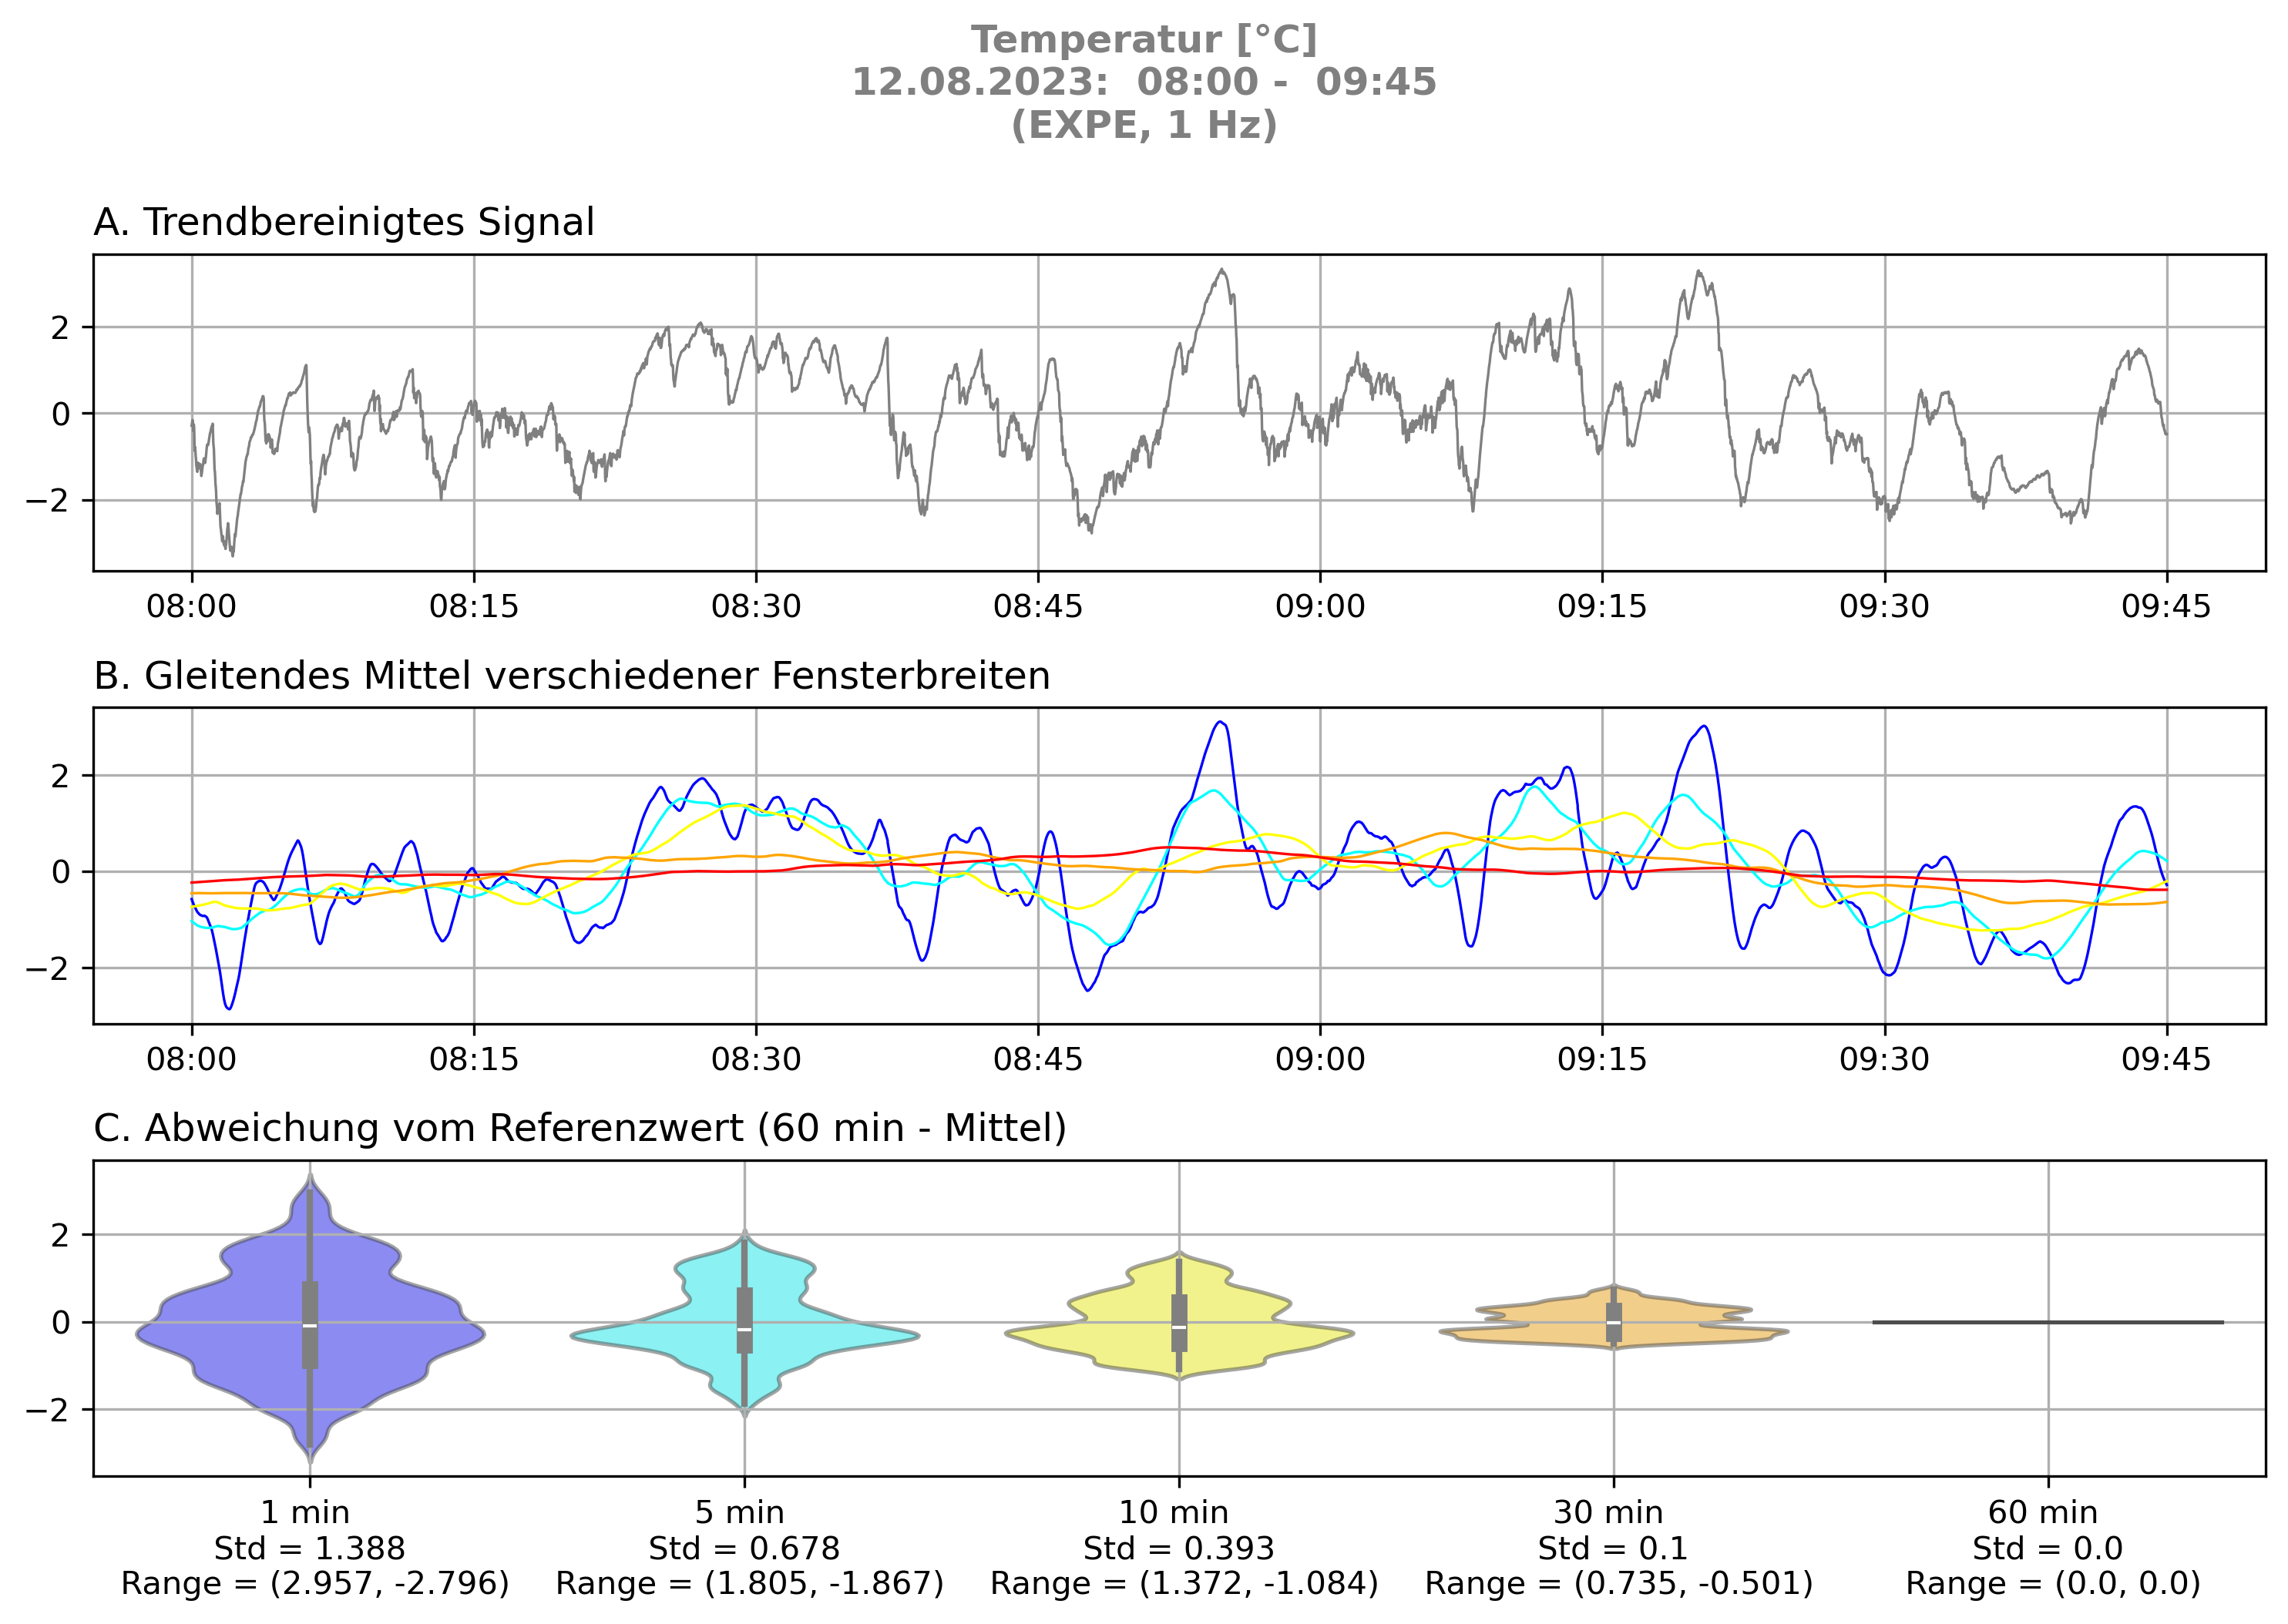 Temperatur [°C]
12.08.2023:  08:00 -  09:45
(EXPE, 1 Hz)
A. Trendbereinigtes Signal
2
0
−2
08:00 08:15 08:30 08:45 09:00 09:15 09:30 09:45
B. Gleitendes Mittel verschiedener Fensterbreiten
2
0
−2
08:00 08:15 08:30 08:45 09:00 09:15 09:30 09:45
C. Abweichung vom Referenzwert (60 min - Mittel)
2
0
−2
1 min 5 min 10 min 30 min 60 min
Std = 1.388 Std = 0.678 Std = 0.393 Std = 0.1 Std = 0.0
Range = (2.957, -2.796) Range = (1.805, -1.867) Range = (1.372, -1.084) Range = (0.735, -0.501) Range = (0.0, 0.0)